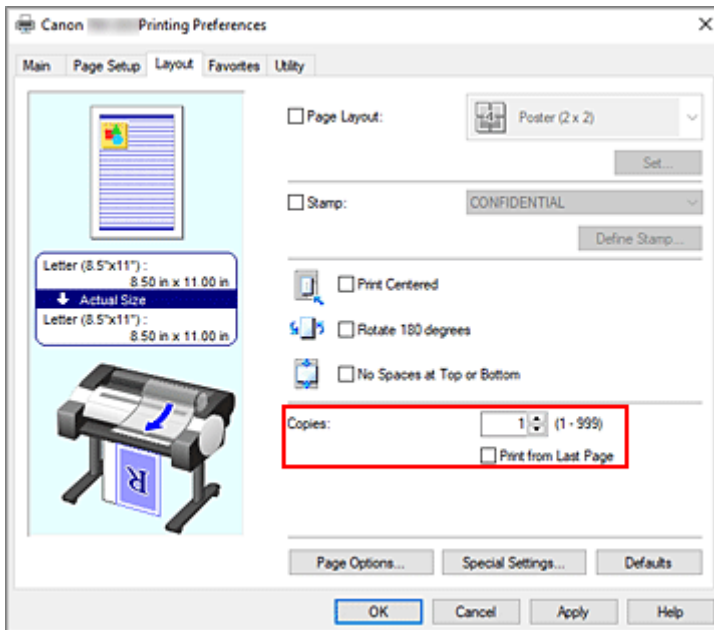 Canon Printing Preferences
Main Page Setup Layout Favorites Utility
Page Layout: Poster (2 x 2)
Set...
Stamp: CONFIDENTIAL
Define Stamp...
Letter (8.5"x11") :
8.50 in x 11.00 in
Actual Size
Letter (8.5"x11") :
8.50 in x 11.00 in
Print Centered
Rotate 180 degrees
No Spaces at Top or Bottom
Copies: 1 (1 - 999)
Print from Last Page
R
Page Options... Special Settings... Defaults
OK Cancel Apply Help